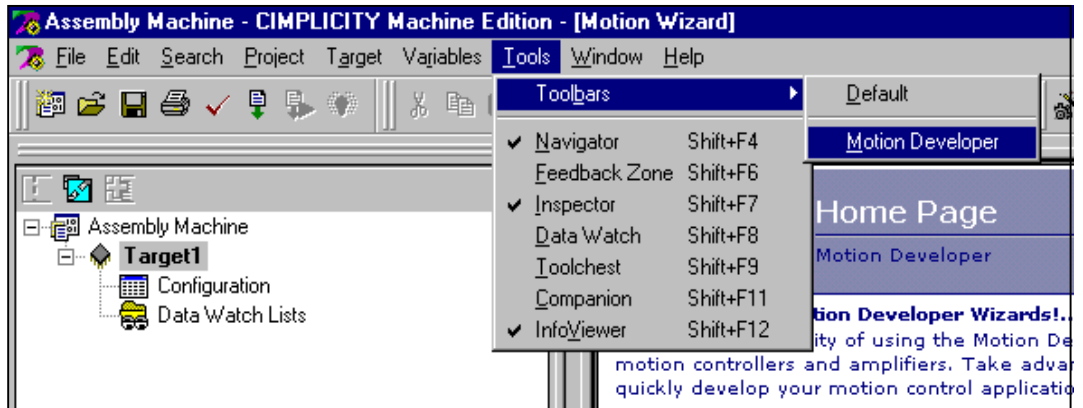 Assembly Machine - CIMPLICITY Machine Edition - [Motion Wizard]
File Edit Search Project Target Variables Tools Window Help
Toolbars
Default
Motion Developer
Navigator Shift+F4
Feedback Zone Shift+F6
Inspector Shift+F7
Data Watch Shift+F8
Toolchest Shift+F9
Companion Shift+F11
InfoViewer Shift+F12
Assembly Machine
Target1
Configuration
Data Watch Lists
Home Page
Motion Developer
tion Developer Wizards!..
ity of using the Motion De
motion controllers and amplifiers. Take advan
quickly develop your motion control applicatio